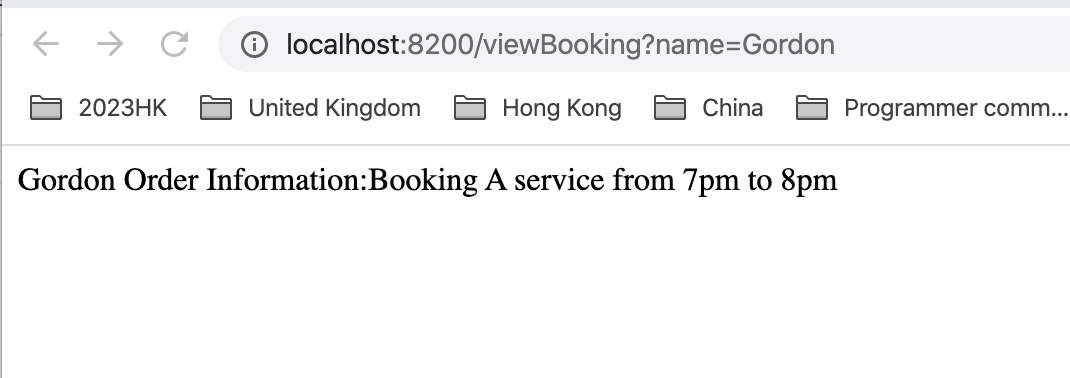 localhost:8200/viewBooking?name=Gordon
2023HK United Kingdom Hong Kong China Programmer comm...
Gordon Order Information:Booking A service from 7pm to 8pm